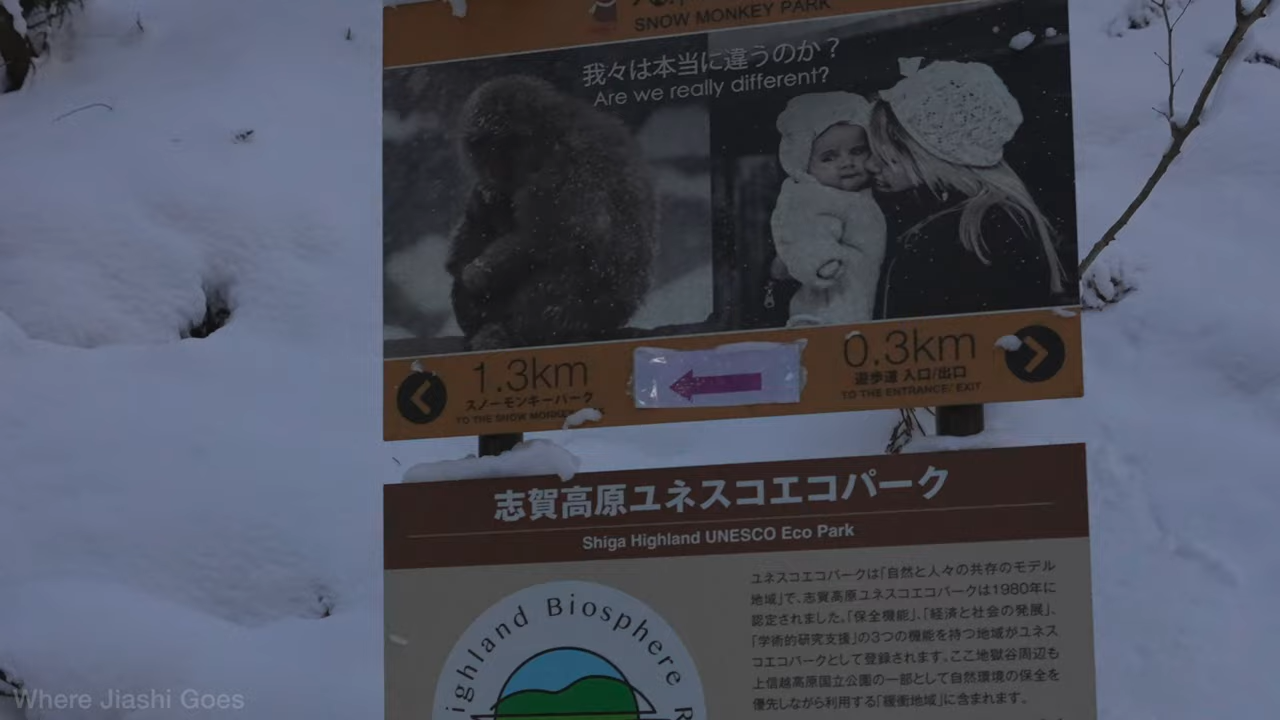 SNOW MONKEY PARK
我々は本当に違うのか？
Are we really different?
1.3km
スノーモンキーパーク
TO THE SNOW MONKEY
0.3km
遊歩道 入口/出口
TO THE ENTRANCE/ EXIT
志賀高原ユネスコエコパーク
Shiga Highland UNESCO Eco Park
ighland Biosphere R
ユネスコエコパークは「自然と人々の共存のモデル
地域」で、志賀高原ユネスコエコパークは1980年に
認定されました。「保全機能」、「経済と社会の発展」、
「学術的研究支援」の3つの機能を持つ地域がユネス
コエコパークとして登録されます。ここ地獄谷周辺も
上信越高原国立公園の一部として自然環境の保全を
優先しながら利用する「緩衝地域」に含まれます。
Where Jiashi Goes